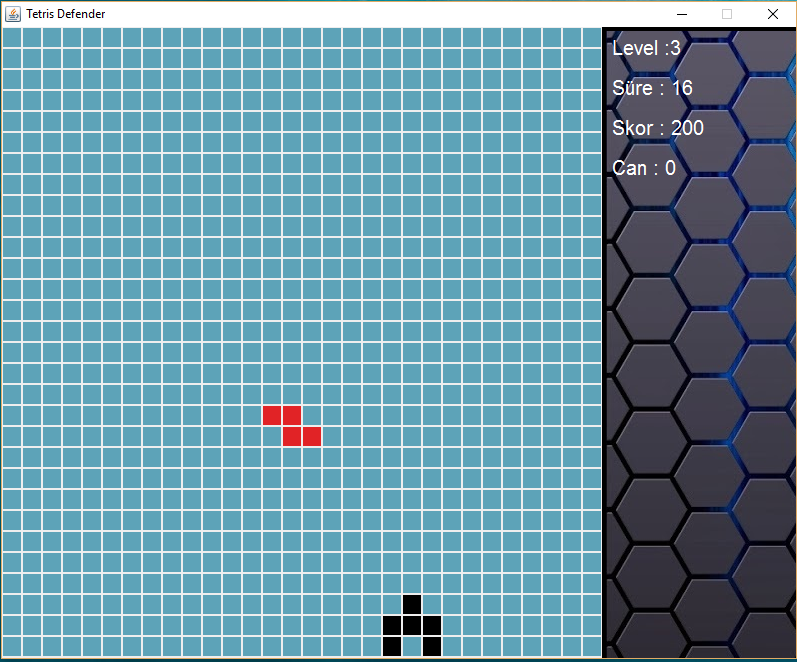 Tetris Defender
Level :3
Süre : 16
Skor : 200
Can : 0